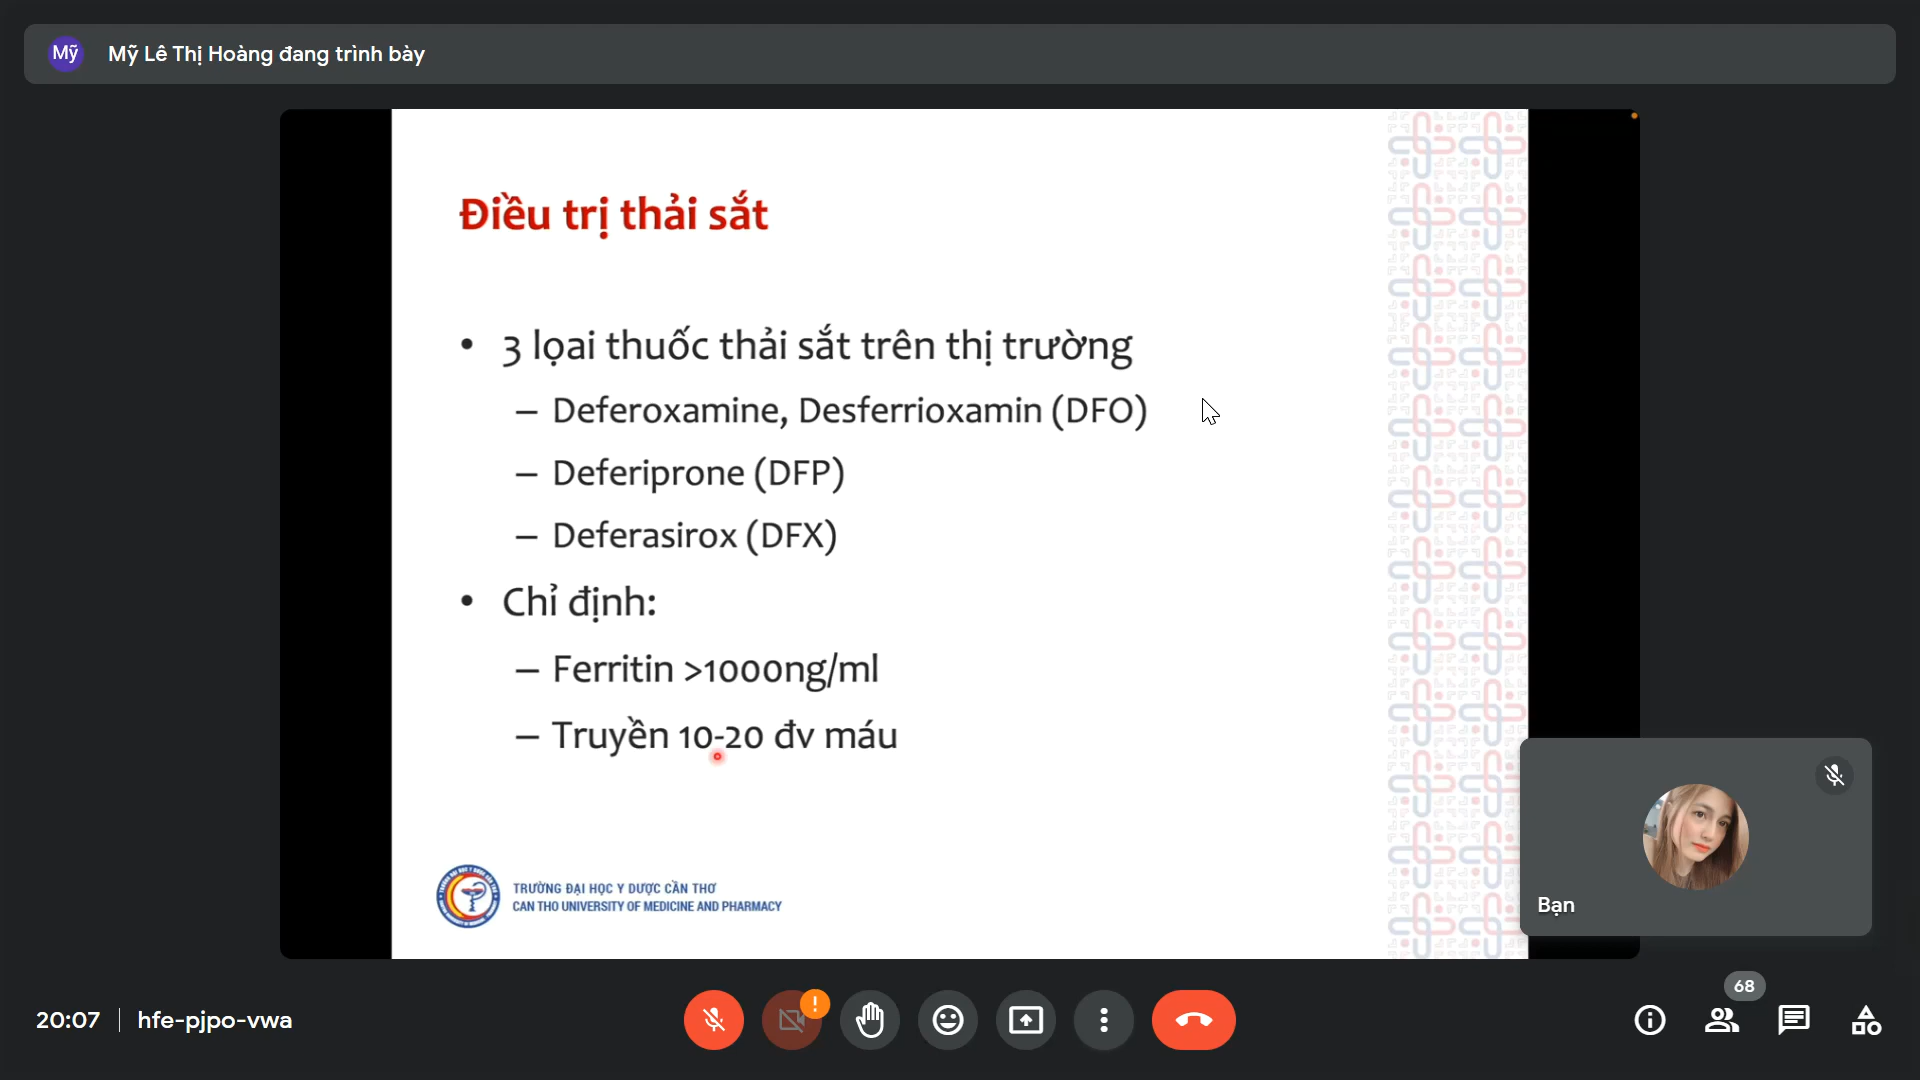 Mỹ
Mỹ Lê Thị Hoàng đang trình bày
Điều trị thải sắt
• 3 lọai thuốc thải sắt trên thị trường
– Deferoxamine, Desferrioxamin (DFO)
– Deferiprone (DFP)
– Deferasirox (DFX)
• Chỉ định:
– Ferritin >1000ng/ml
– Truyền 10-20 đv máu
TRƯỜNG ĐẠI HỌC Y DƯỢC CẦN THƠ
CAN THO UNIVERSITY OF MEDICINE AND PHARMACY
Bạn
68
20:07 | hfe-pjpo-vwa
!